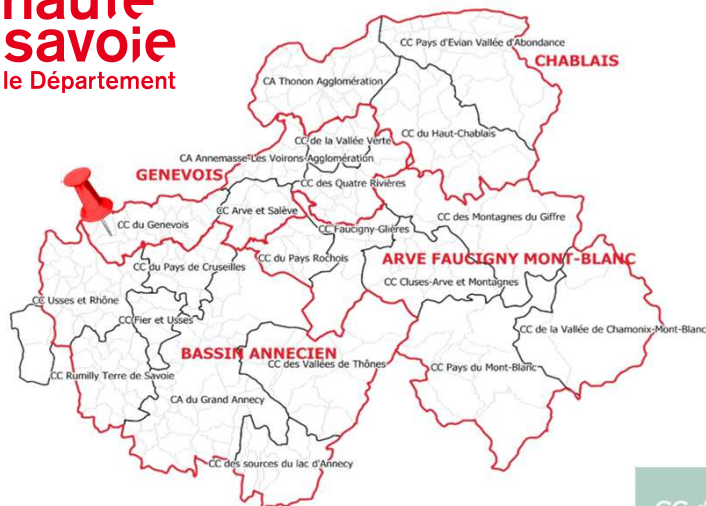 haute
savoie
le Département
CC Pays d'Evian Vallée d'Abondance
CHABLAIS
CA Thonon Agglomération
CC du Haut-Chablais
CC de la Vallée Verte
CA Annemasse-Les Voirons-Agglomération
GENEVOIS
CC des Quatre Rivières
CC Arve et Salève
CC des Montagnes du Giffre
CC du Genevois
CC Faucigny-Glières
CC du Pays Rochois
ARVE FAUCIGNY MONT-BLANC
CC du Pays de Cruseilles
CC Cluses-Arve et Montagnes
CC Usses et Rhône
CC Fier et Usses
CC de la Vallée de Chamonix-Mont-Blanc
BASSIN ANNECIEN
CC des Vallées de Thônes
CC Pays du Mont-Blanc
CC Rumilly Terre de Savoie
CA du Grand Annecy
CC des sources du lac d'Annecy